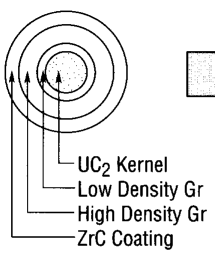 UC₂ Kernel
Low Density Gr
High Density Gr
ZrC Coating